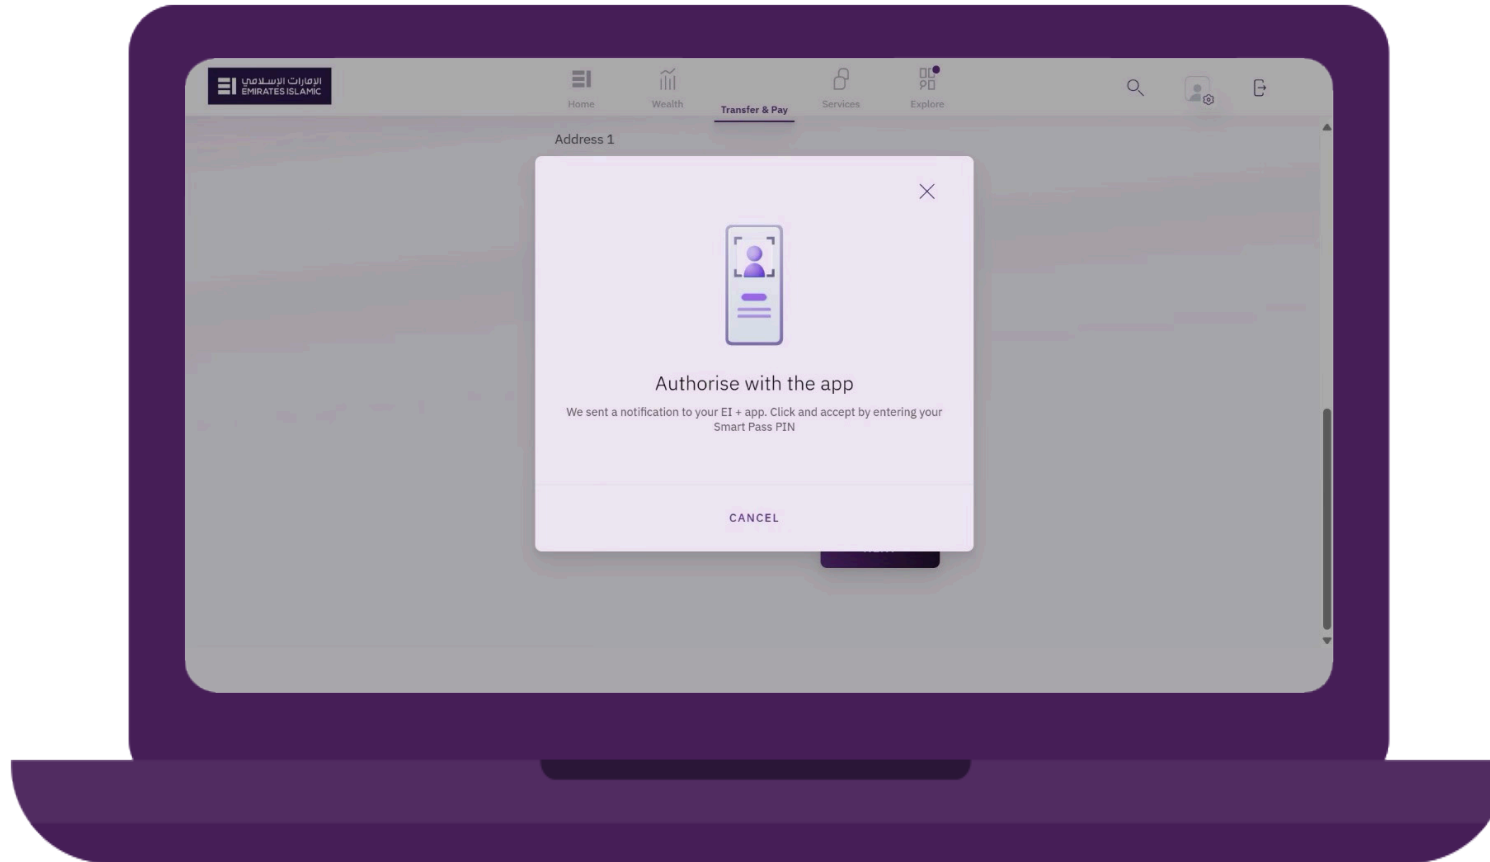 الإمارات الإسلامي
EMIRATES ISLAMIC
Home
Wealth
Transfer & Pay
Services
Explore
Address 1
Authorise with the app
We sent a notification to your EI + app. Click and accept by entering your
Smart Pass PIN
CANCEL